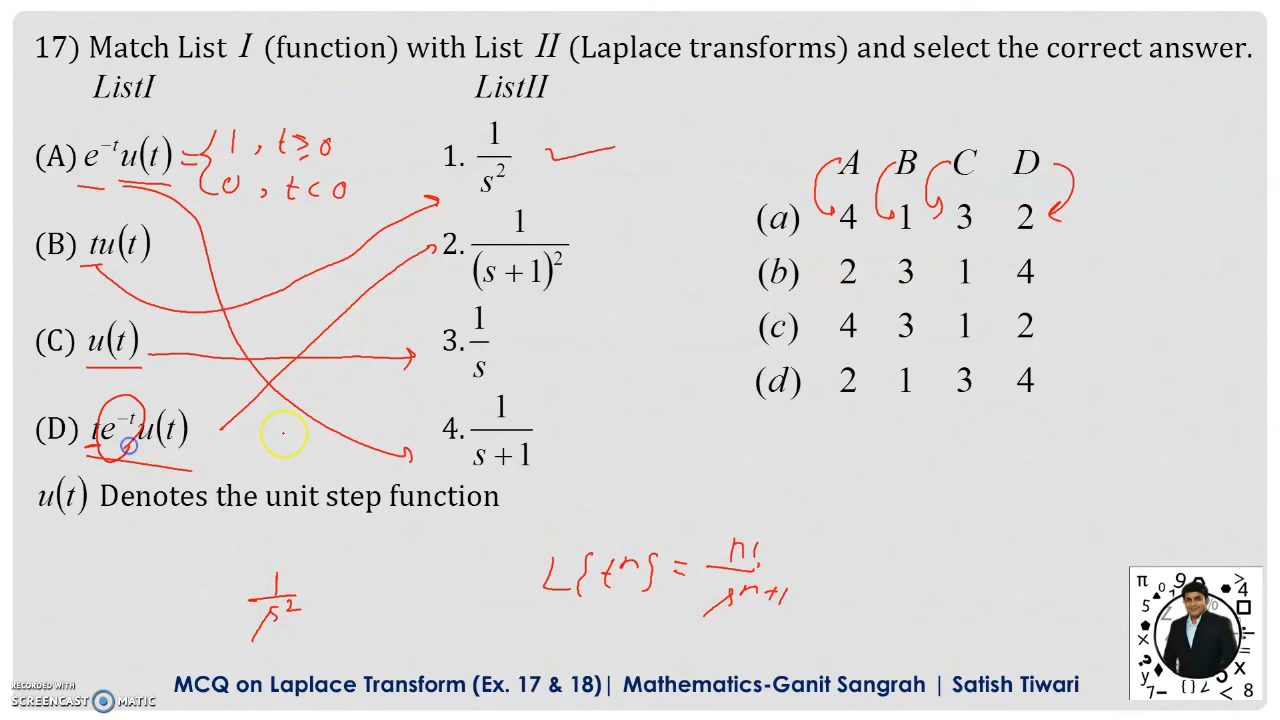 17) Match List I (function) with List II (Laplace transforms) and select the correct answer.
ListI ListII
(A) e^{-t}u(t) = { 1 , t ≥ 0
0 , t < 0
1. 1/s^2
(B) tu(t)
2. 1/(s+1)^2
(C) u(t)
3. 1/s
(D) te^{-t}u(t)
4. 1/(s+1)
A B C D
(a) 4 1 3 2
(b) 2 3 1 4
(c) 4 3 1 2
(d) 2 1 3 4
u(t) Denotes the unit step function
1/s^2
L{t^n} = n!/s^{n+1}
MCQ on Laplace Transform (Ex. 17 & 18)| Mathematics-Ganit Sangrah | Satish Tiwari
RECORDED WITH
SCREENCAST MATIC